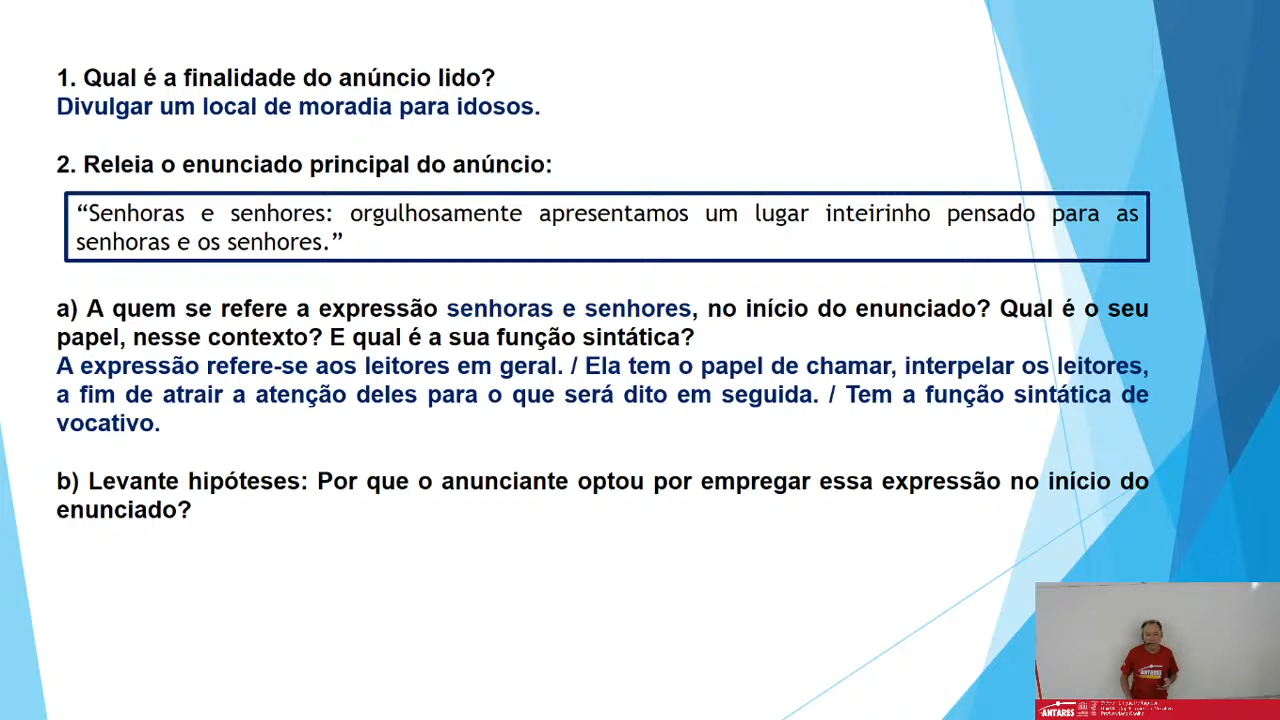 1. Qual é a finalidade do anúncio lido?
Divulgar um local de moradia para idosos.
2. Releia o enunciado principal do anúncio:
“Senhoras e senhores: orgulhosamente apresentamos um lugar inteirinho pensado para as
senhoras e os senhores.”
a) A quem se refere a expressão senhoras e senhores, no início do enunciado? Qual é o seu
papel, nesse contexto? E qual é a sua função sintática?
A expressão refere-se aos leitores em geral. / Ela tem o papel de chamar, interpelar os leitores,
a fim de atrair a atenção deles para o que será dito em seguida. / Tem a função sintática de
vocativo.
b) Levante hipóteses: Por que o anunciante optou por empregar essa expressão no início do
enunciado?
ANTARES
ANTARES